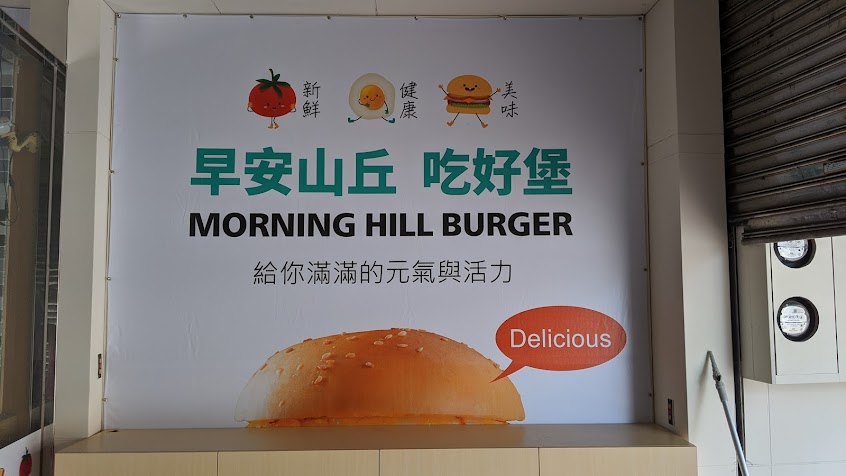 新鮮
健康
美味
早安山丘 吃好堡
MORNING HILL BURGER
給你滿滿的元氣與活力
Delicious